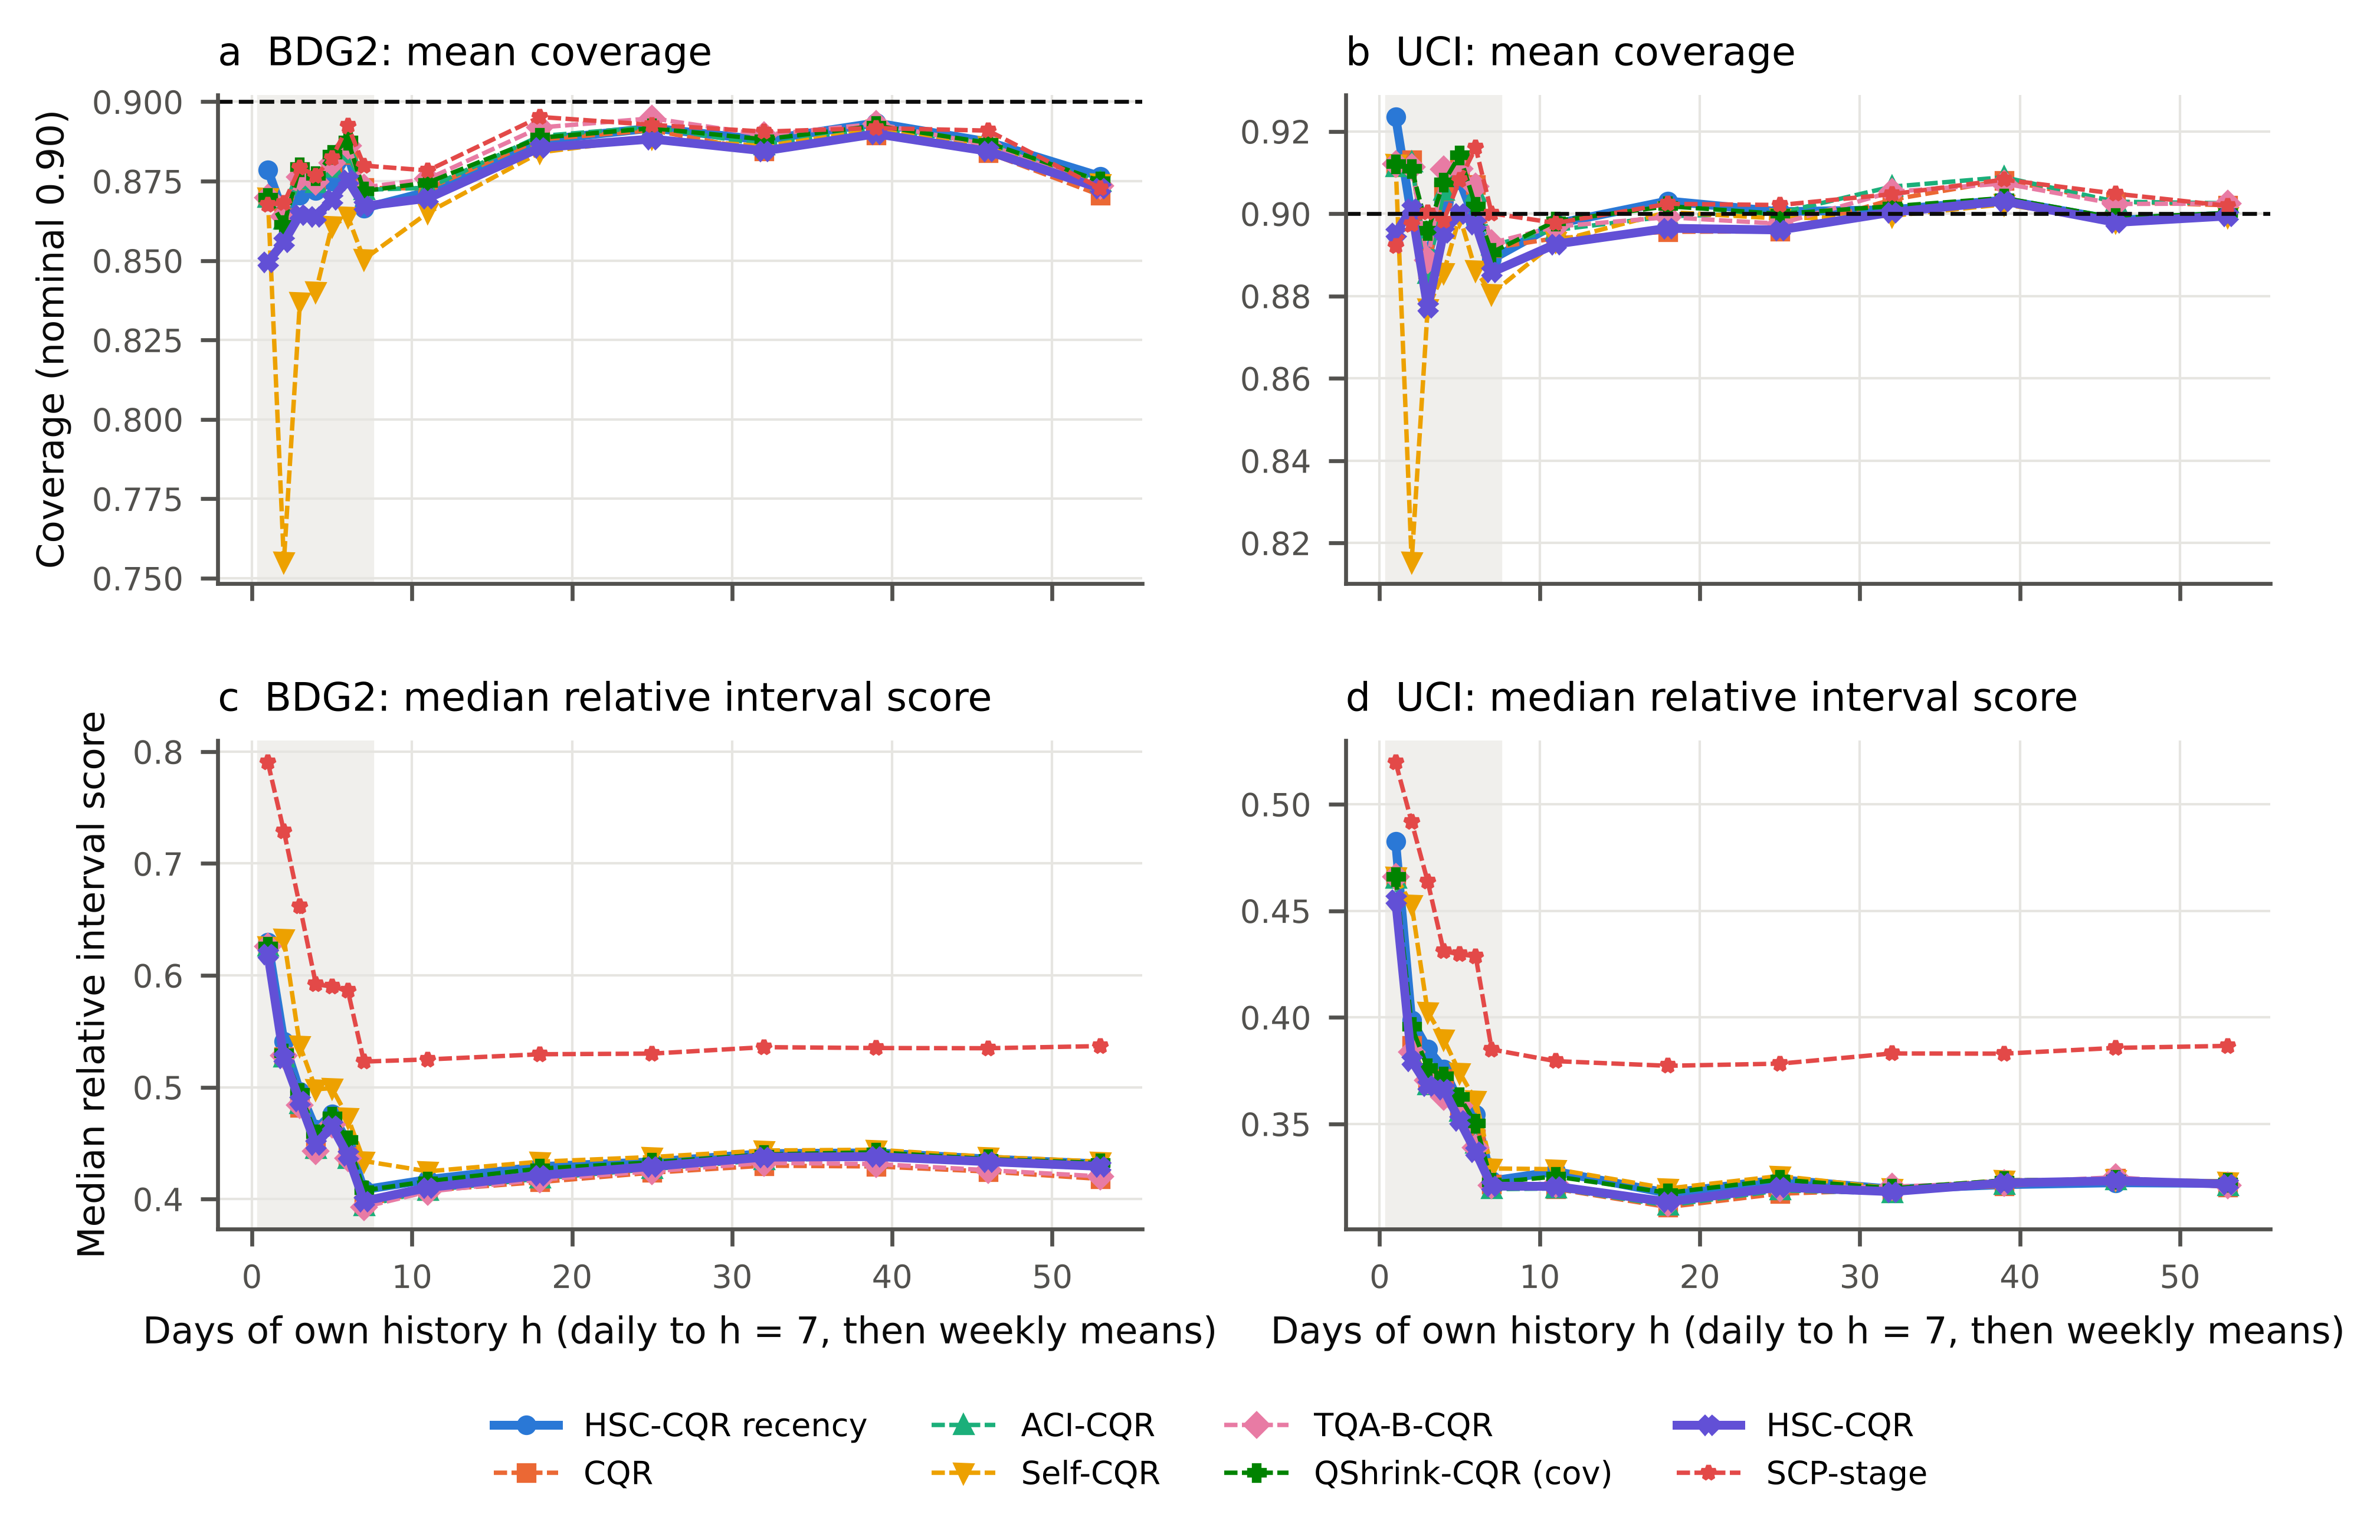 a BDG2: mean coverage
b UCI: mean coverage
Coverage (nominal 0.90)
0.900
0.875
0.850
0.825
0.800
0.775
0.750
0.92
0.90
0.88
0.86
0.84
0.82
c BDG2: median relative interval score
d UCI: median relative interval score
Median relative interval score
0.8
0.7
0.6
0.5
0.4
0.50
0.45
0.40
0.35
0 10 20 30 40 50
0 10 20 30 40 50
Days of own history h (daily to h = 7, then weekly means)
Days of own history h (daily to h = 7, then weekly means)
HSC-CQR recency
ACI-CQR
TQA-B-CQR
HSC-CQR
CQR
Self-CQR
QShrink-CQR (cov)
SCP-stage